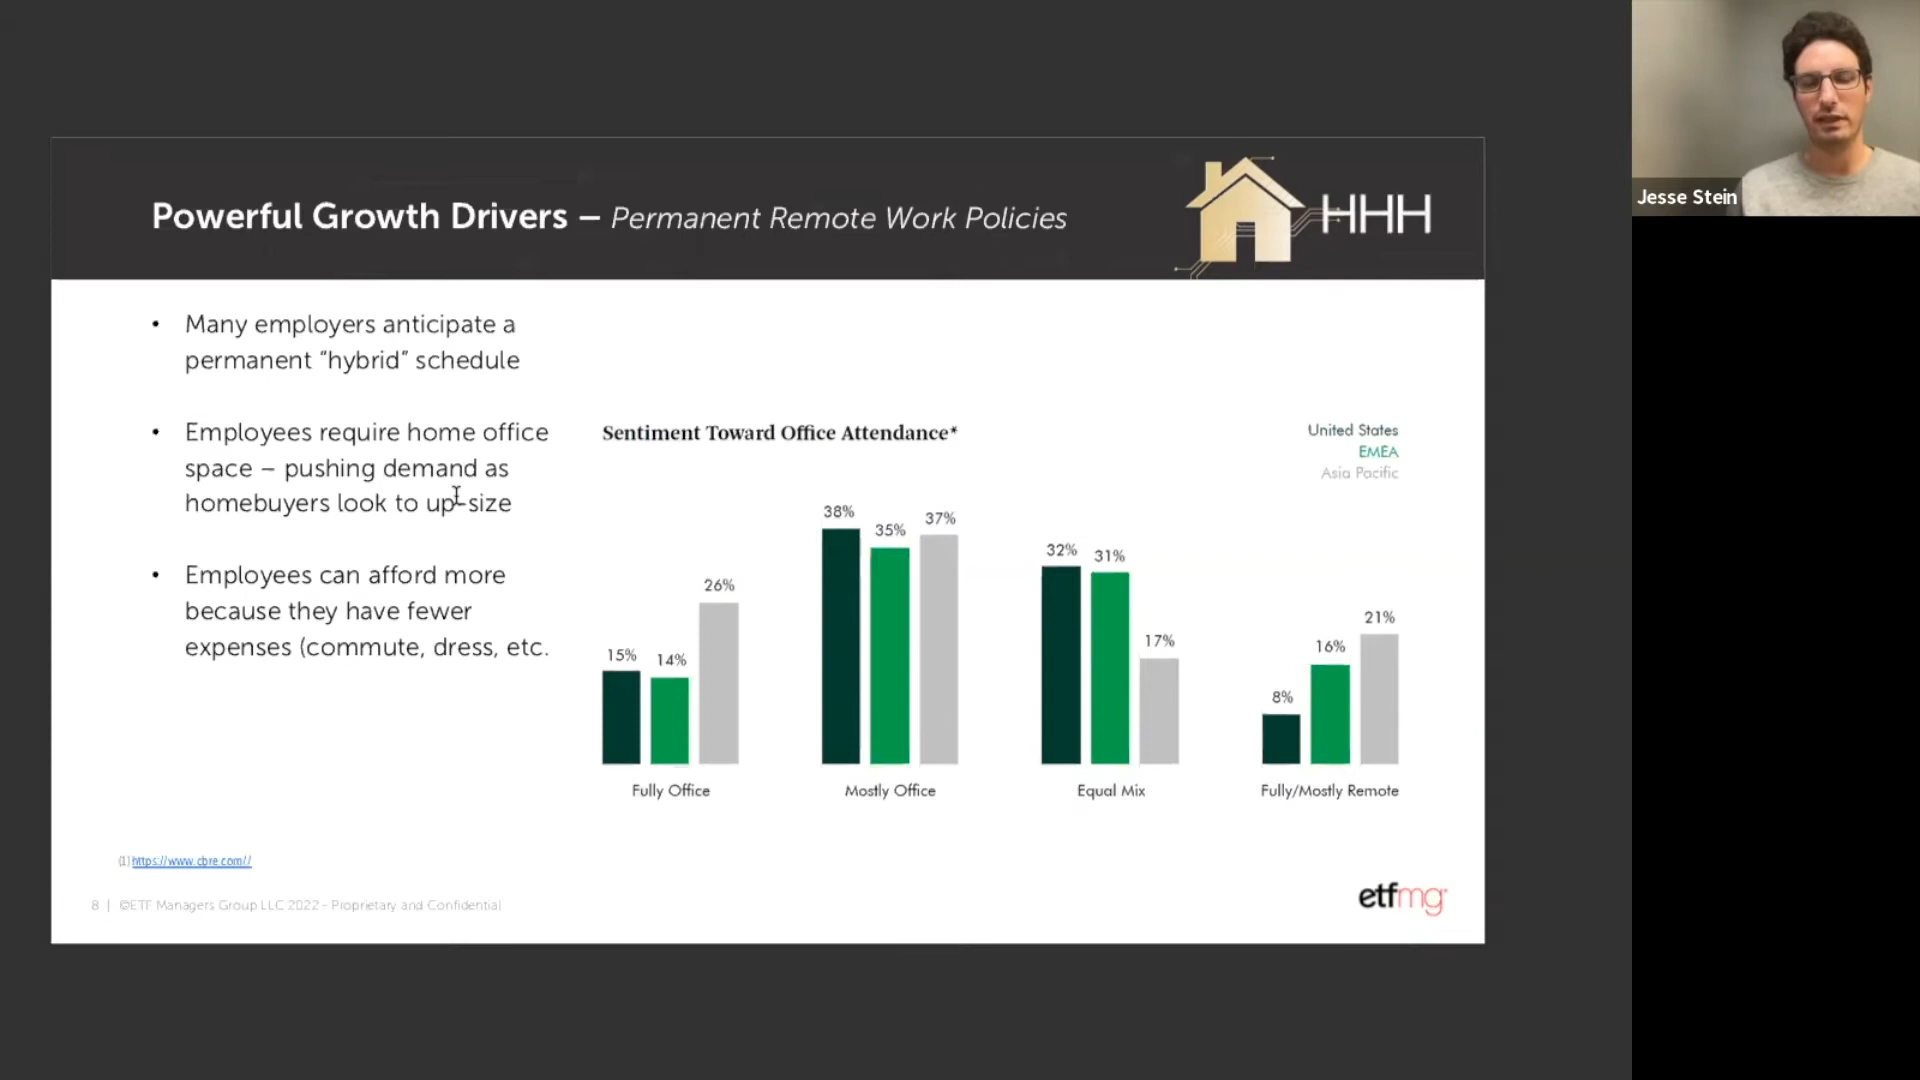 Jesse Stein
Powerful Growth Drivers – Permanent Remote Work Policies
HHH
• Many employers anticipate a
permanent “hybrid” schedule
• Employees require home office
space – pushing demand as
homebuyers look to up-size
• Employees can afford more
because they have fewer
expenses (commute, dress, etc.
Sentiment Toward Office Attendance*
United States
EMEA
Asia Pacific
15% 14% 26%
38% 35% 37%
32% 31% 17%
8% 16% 21%
Fully Office
Mostly Office
Equal Mix
Fully/Mostly Remote
(1) https://www.cbre.com//
8 | ©ETF Managers Group LLC 2022 - Proprietary and Confidential
etfmg